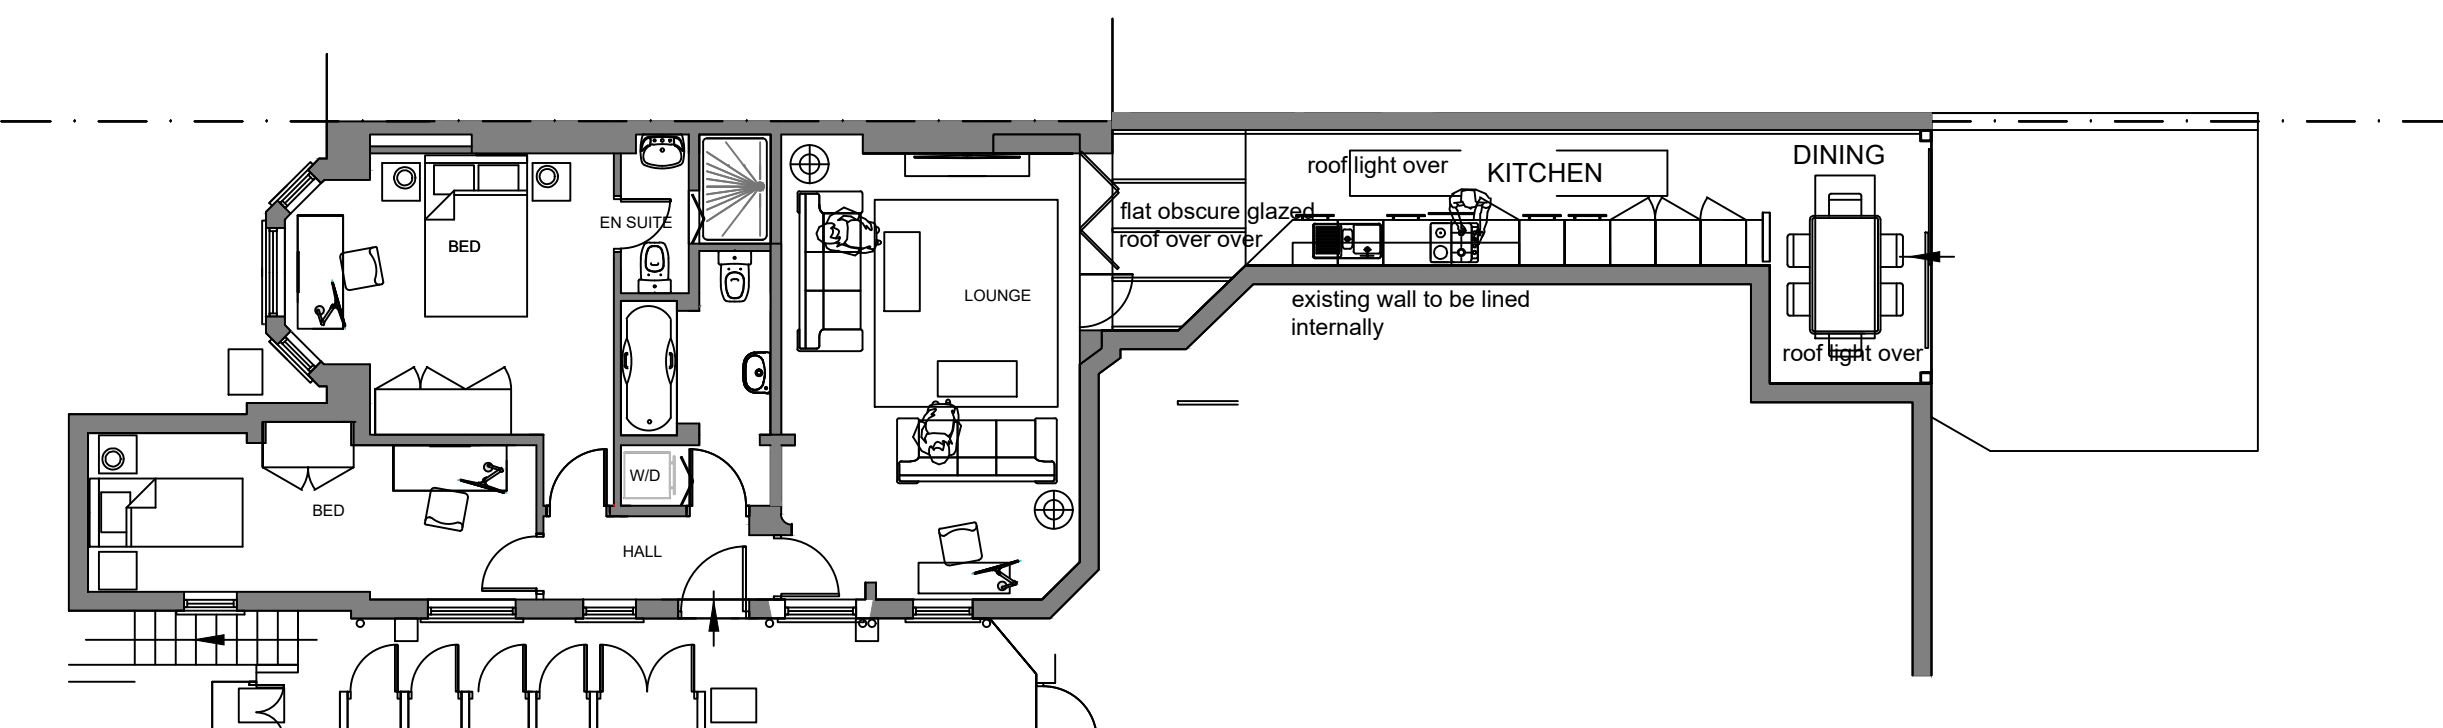 DINING
roof light over
KITCHEN
flat obscure glazed
roof over over
EN SUITE
BED
LOUNGE
existing wall to be lined
internally
roof light over
W/D
BED
HALL